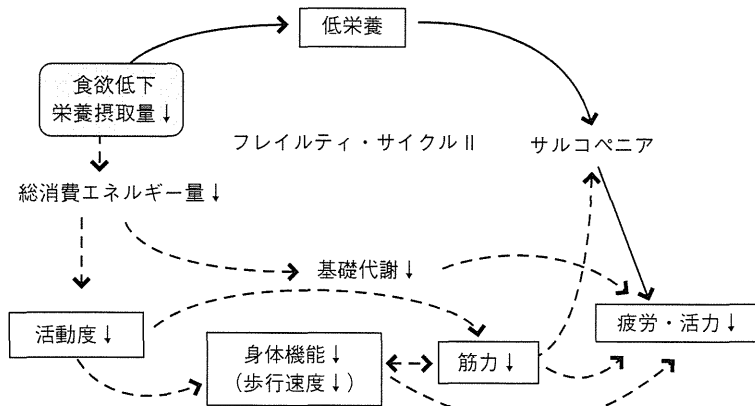 低栄養
食欲低下
栄養摂取量↓
フレイルティ・サイクルⅡ
サルコペニア
総消費エネルギー量↓
基礎代謝↓
疲労・活力↓
活動度↓
身体機能↓
（歩行速度↓）
筋力↓